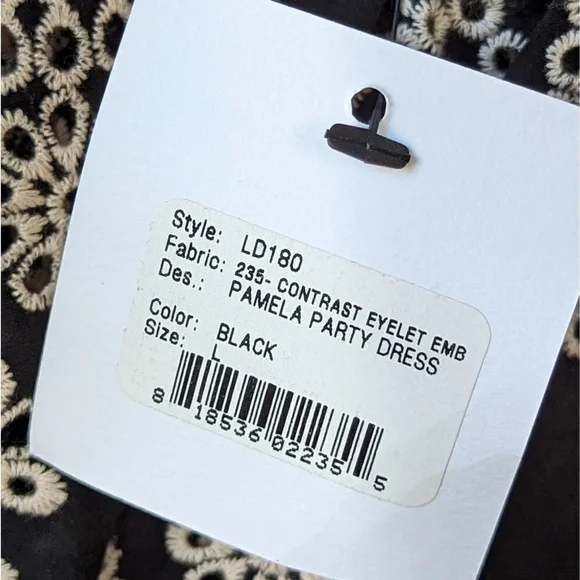 Style: LD180
Fabric: 235- CONTRAST EYELET EMB
Des.: PAMELA PARTY DRESS
Color: BLACK
Size: L
8 18536 02235 5